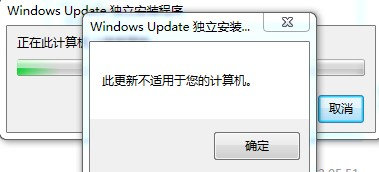 Windows Update 独立安装程序
Windows Update 独立安装...
正在此计算机
此更新不适用于您的计算机。
取消
确定